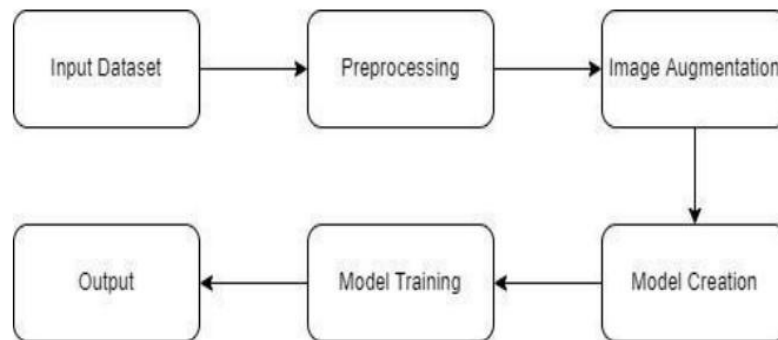 Input Dataset
Preprocessing
Image Augmentation
Model Creation
Model Training
Output